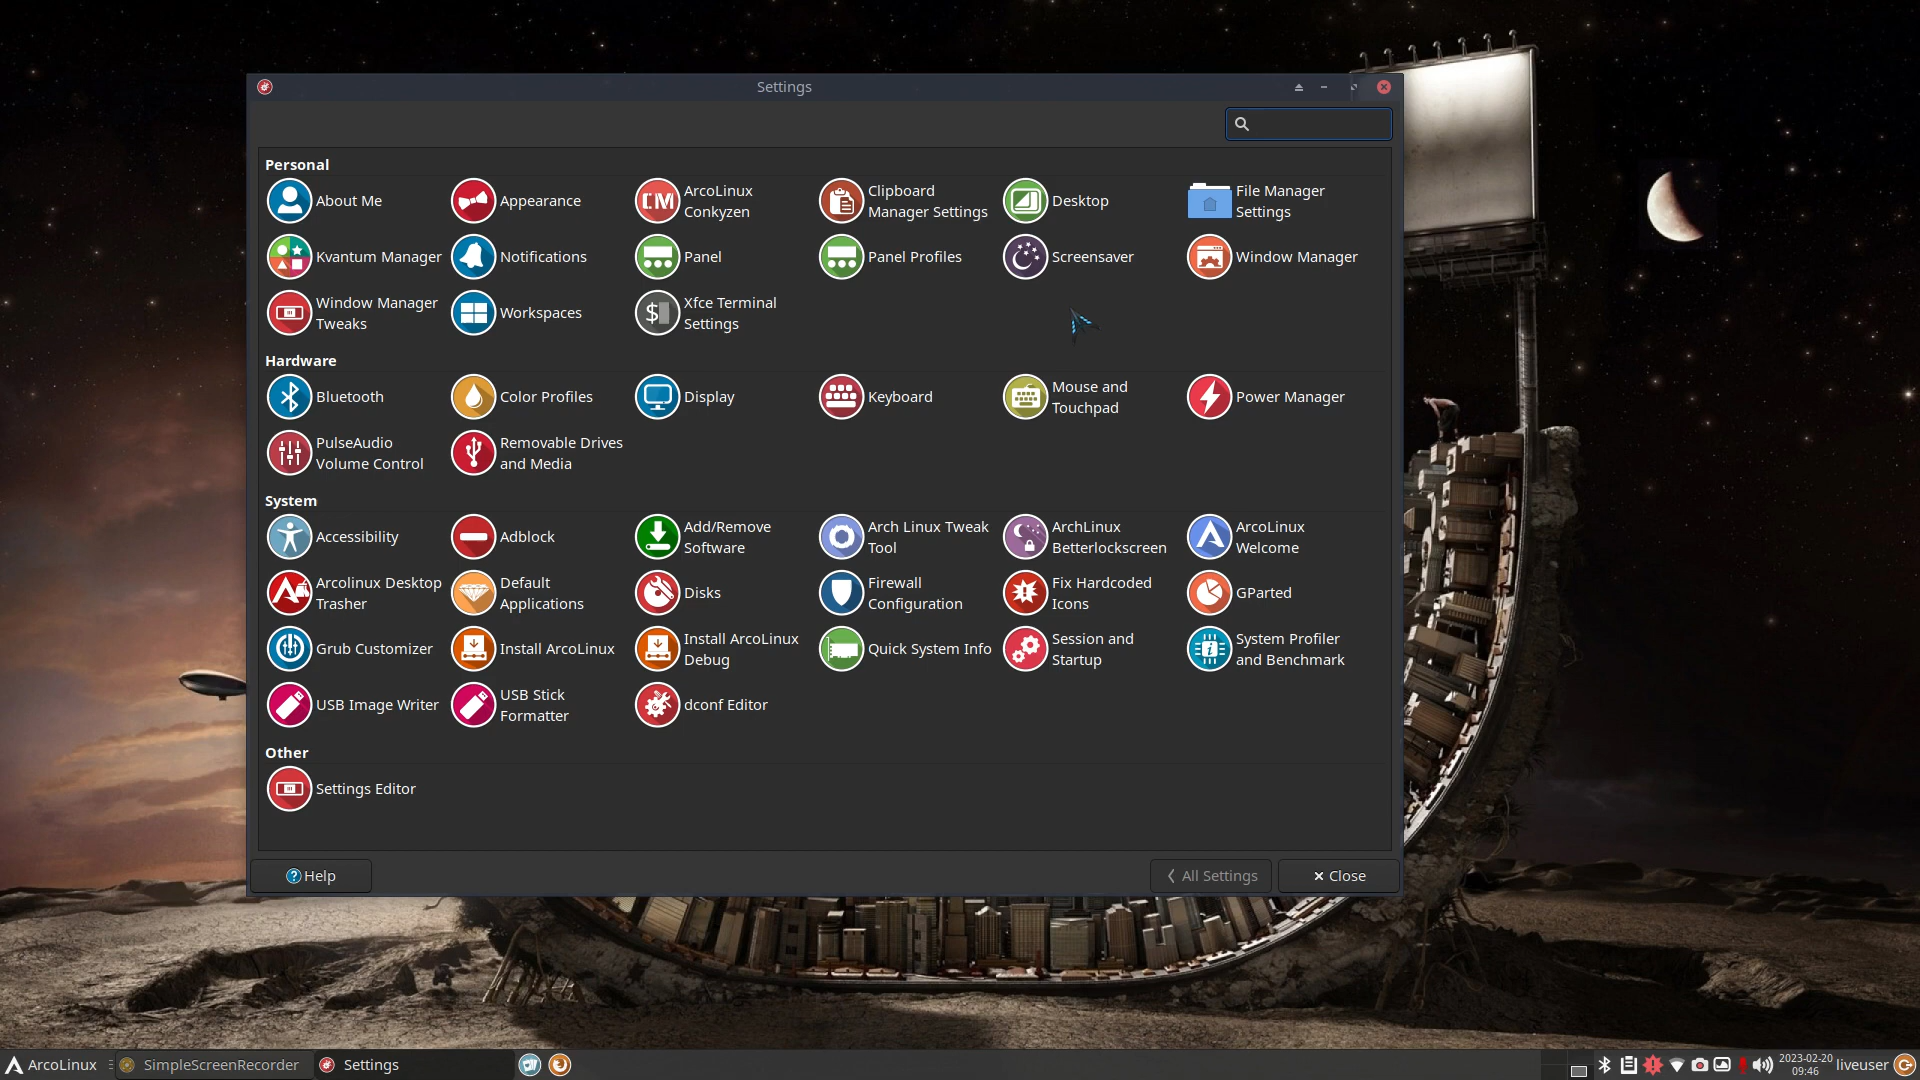 Settings
Personal
About Me
Appearance
ArcoLinux
Conkyzen
Clipboard
Manager Settings
Desktop
File Manager
Settings
Kvantum Manager
Notifications
Panel
Panel Profiles
Screensaver
Window Manager
Window Manager
Tweaks
Workspaces
Xfce Terminal
Settings
Hardware
Bluetooth
Color Profiles
Display
Keyboard
Mouse and
Touchpad
Power Manager
PulseAudio
Volume Control
Removable Drives
and Media
System
Accessibility
Adblock
Add/Remove
Software
Arch Linux Tweak
Tool
ArchLinux
Betterlockscreen
ArcoLinux
Welcome
Arcolinux Desktop
Trasher
Default
Applications
Disks
Firewall
Configuration
Fix Hardcoded
Icons
GParted
Grub Customizer
Install ArcoLinux
Install ArcoLinux
Debug
Quick System Info
Session and
Startup
System Profiler
and Benchmark
USB Image Writer
USB Stick
Formatter
dconf Editor
Other
Settings Editor
Help
All Settings
Close
ArcoLinux
SimpleScreenRecorder
Settings
2023-02-20
09:46
liveuser